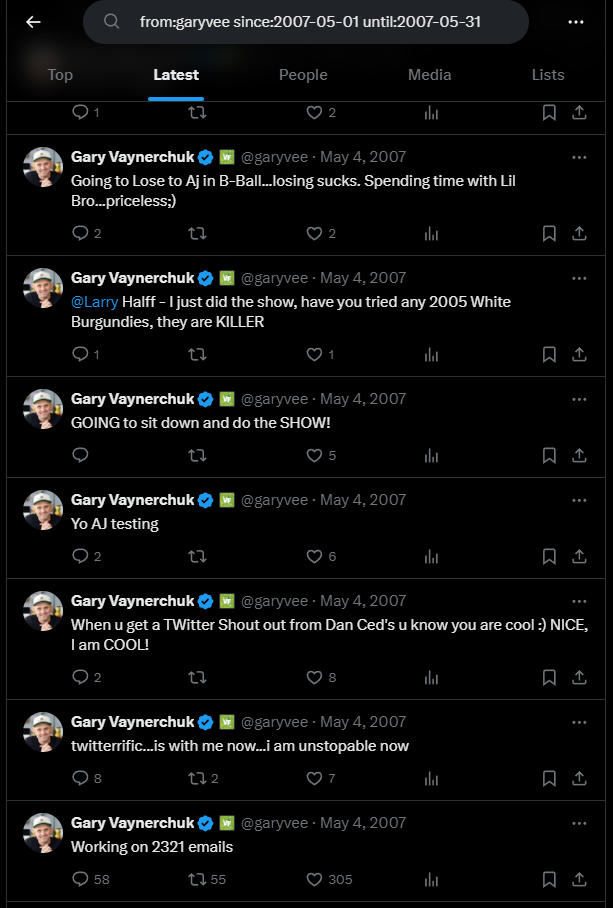 from:garyvee since:2007-05-01 until:2007-05-31
Top Latest People Media Lists
1 2
Gary Vaynerchuk VF @garyvee · May 4, 2007
Going to Lose to Aj in B-Ball...losing sucks. Spending time with Lil
Bro...priceless;)
2 2
Gary Vaynerchuk VF @garyvee · May 4, 2007
@Larry Halff - I just did the show, have you tried any 2005 White
Burgundies, they are KILLER
1 1
Gary Vaynerchuk VF @garyvee · May 4, 2007
GOING to sit down and do the SHOW!
5
Gary Vaynerchuk VF @garyvee · May 4, 2007
Yo AJ testing
2 6
Gary Vaynerchuk VF @garyvee · May 4, 2007
When u get a TWitter Shout out from Dan Ced's u know you are cool :) NICE,
I am COOL!
2 8
Gary Vaynerchuk VF @garyvee · May 4, 2007
twitterrific...is with me now...i am unstopable now
8 2 7
Gary Vaynerchuk VF @garyvee · May 4, 2007
Working on 2321 emails
58 55 305